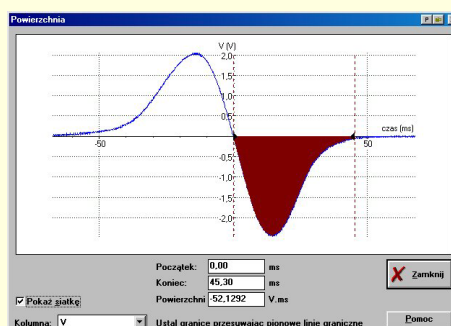 Powierzchnia
V (V)
2,0
1,5
1,0
0,5
czas (ms)
-50
50
-0,5
-1,0
-1,5
-2,0
Początek: 0,00 ms
Koniec: 45,30 ms
Powierzchni -52,1292 V.ms
Zamknij
Pokaż siatkę
Kolumna: V
Ustal granice przesuwając pionowe linie graniczne
Pomoc